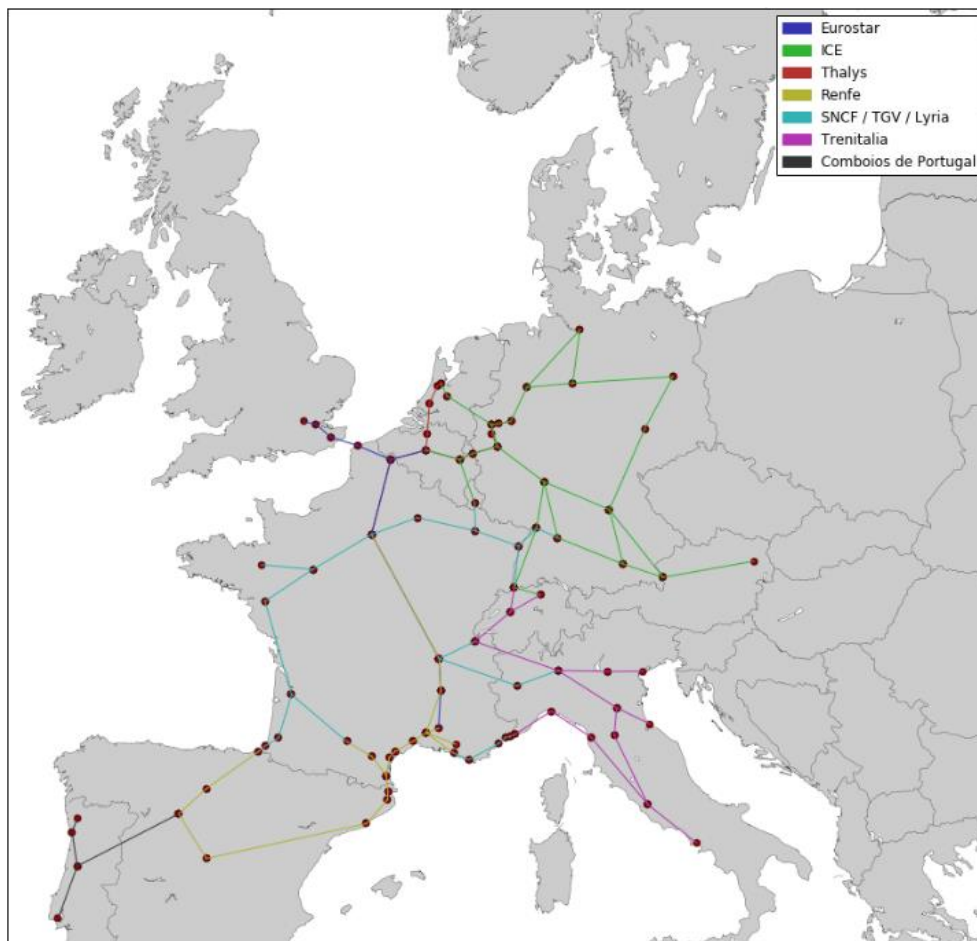 Eurostar
ICE
Thalys
Renfe
SNCF / TGV / Lyria
Trenitalia
Comboios de Portugal